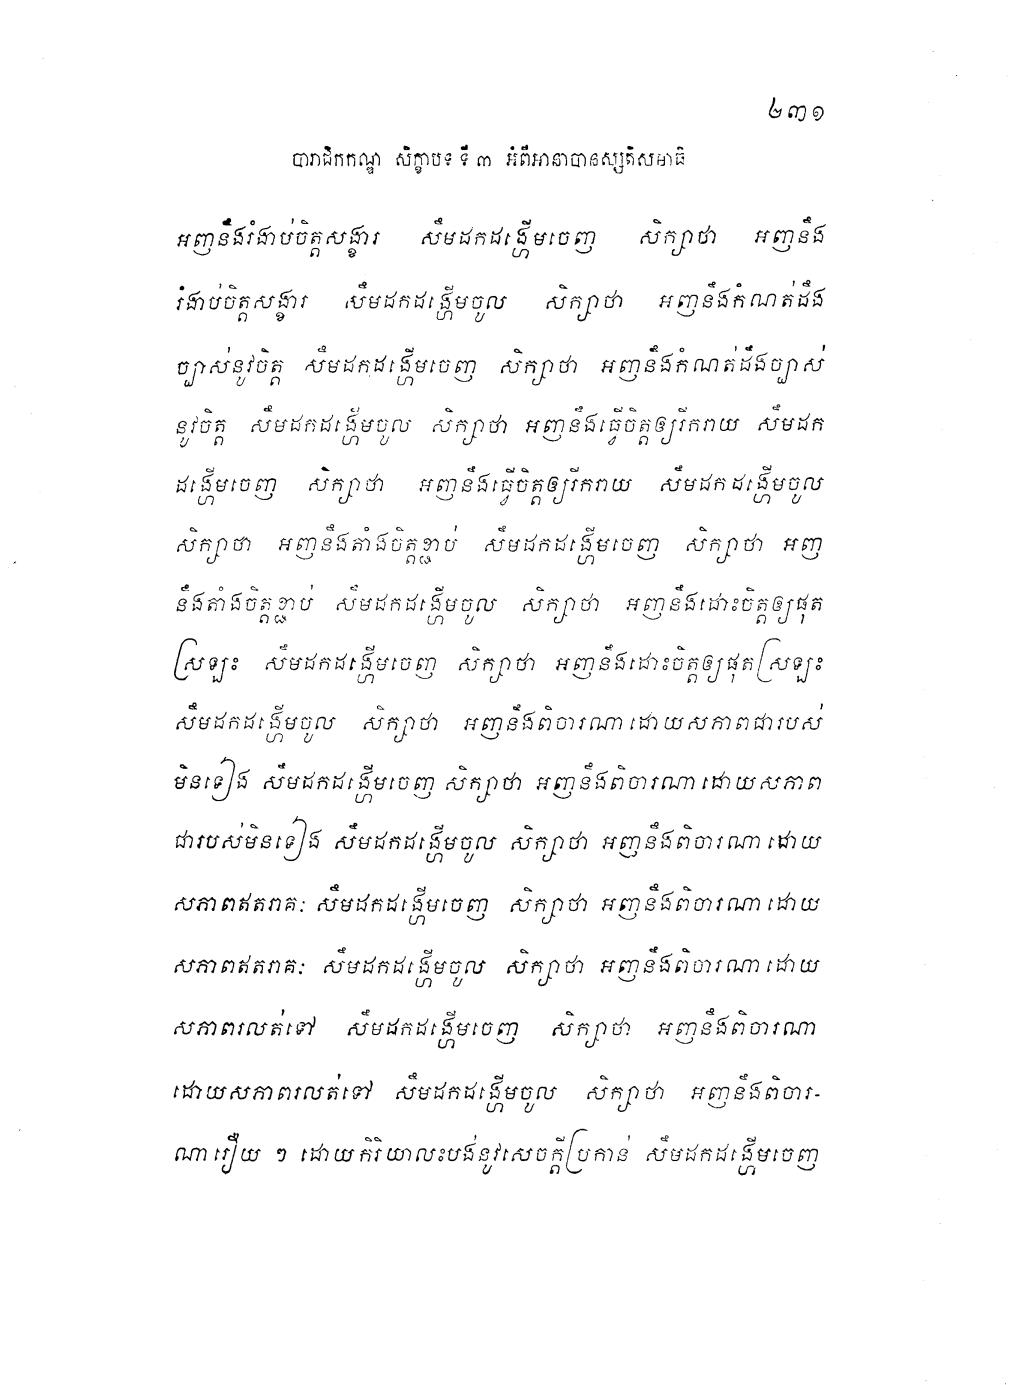 ២៣១
បារាជិកកណ្ឌ សិក្ខាបទ ទី ៣ អំពីអានាបានស្សតិសមាធិ
អញនឹងរំងាប់ចិត្តសង្ខារ សឹមដកដង្ហើមចេញ សិក្សាថា អញនឹង
រំងាប់ចិត្តសង្ខារ សឹមដកដង្ហើមចូល សិក្សាថា អញនឹងកំណត់ដឹង
ច្បាស់នូវចិត្ត សឹមដកដង្ហើមចេញ សិក្សាថា អញនឹងកំណត់ដឹងច្បាស់
នូវចិត្ត សឹមដកដង្ហើមចូល សិក្សាថា អញនឹងធ្វើចិត្តឲ្យរីករាយ សឹមដក
ដង្ហើមចេញ សិក្សាថា អញនឹងធ្វើចិត្តឲ្យរីករាយ សឹមដកដង្ហើមចូល
សិក្សាថា អញនឹងតាំងចិត្តខ្ជាប់ សឹមដកដង្ហើមចេញ សិក្សាថា អញ
នឹងតាំងចិត្តខ្ជាប់ សឹមដកដង្ហើមចូល សិក្សាថា អញនឹងដោះចិត្តឲ្យផុត
ស្រឡះ សឹមដកដង្ហើមចេញ សិក្សាថា អញនឹងដោះចិត្តឲ្យផុតស្រឡះ
សឹមដកដង្ហើមចូល សិក្សាថា អញនឹងពិចារណាដោយសភាពជារបស់
មិនទៀង សឹមដកដង្ហើមចេញ សិក្សាថា អញនឹងពិចារណាដោយសភាព
ជារបស់មិនទៀង សឹមដកដង្ហើមចូល សិក្សាថា អញនឹងពិចារណាដោយ
សភាពឥតរាគៈ សឹមដកដង្ហើមចេញ សិក្សាថា អញនឹងពិចារណាដោយ
សភាពឥតរាគៈ សឹមដកដង្ហើមចូល សិក្សាថា អញនឹងពិចារណាដោយ
សភាពរលត់ទៅ សឹមដកដង្ហើមចេញ សិក្សាថា អញនឹងពិចារណា
ដោយសភាពរលត់ទៅ សឹមដកដង្ហើមចូល សិក្សាថា អញនឹងពិចារ-
ណារឿយ ៗ ដោយកិរិយាលះបង់នូវសេចក្តីប្រកាន់ សឹមដកដង្ហើមចេញ